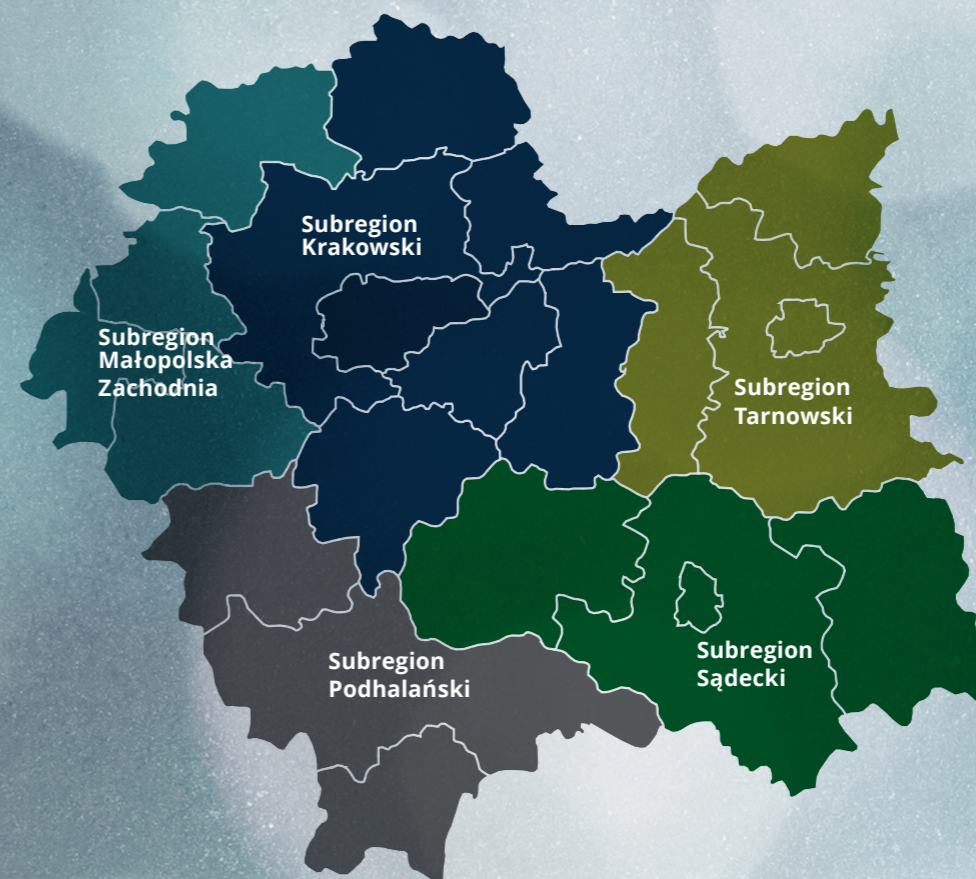 Subregion
Krakowski
Subregion
Małopolska
Zachodnia
Subregion
Tarnowski
Subregion
Sądecki
Subregion
Podhalański